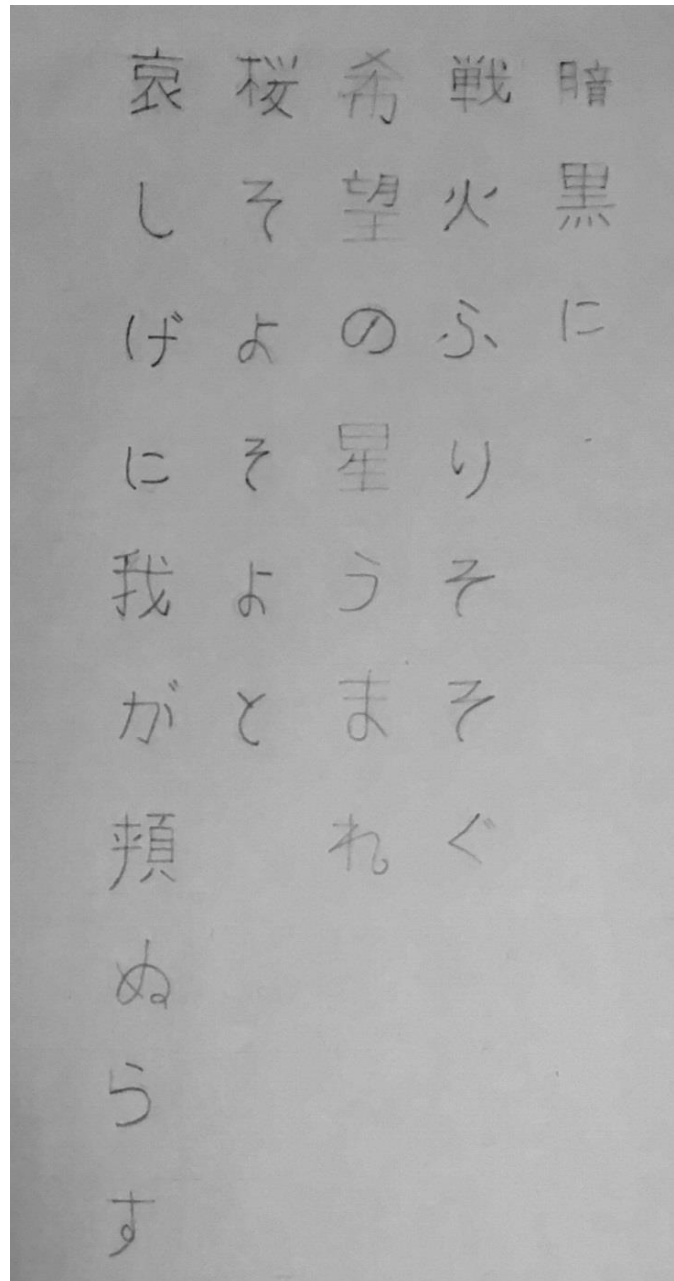 暗黒に
戦火ふりそそぐ
希望の星うまれ
桜そよそよと
哀しげに我が頬ぬらす